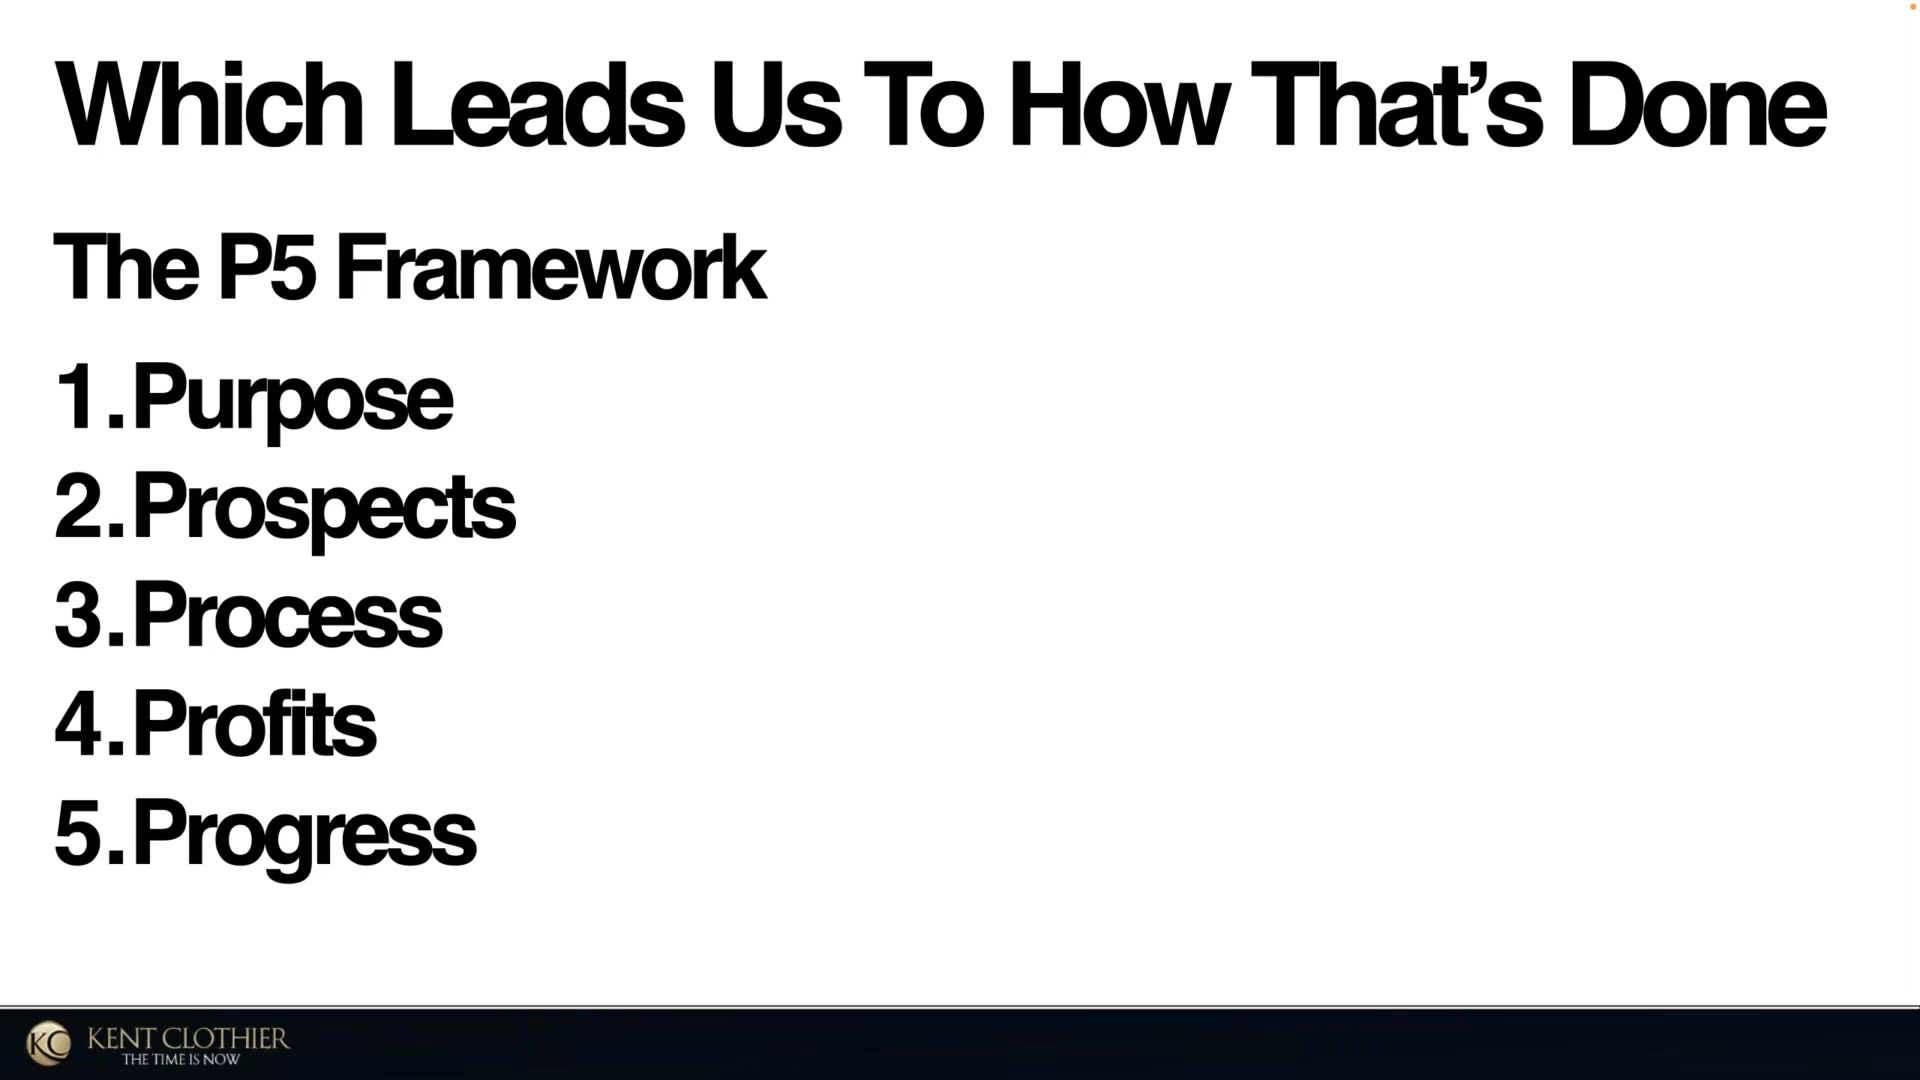 Which Leads Us To How That’s Done
The P5 Framework
1.Purpose
2.Prospects
3.Process
4.Profits
5.Progress
KC
KENT CLOTHIER
THE TIME IS NOW